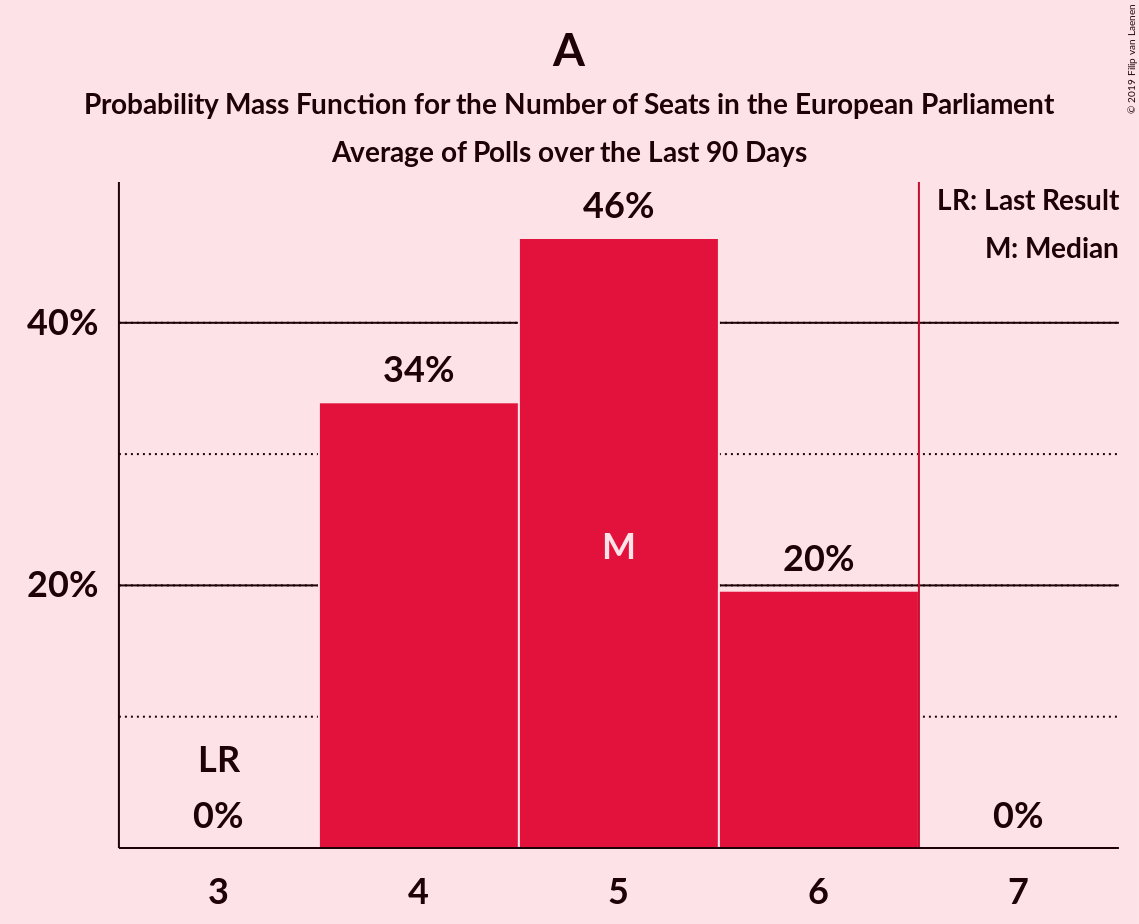 A
Probability Mass Function for the Number of Seats in the European Parliament
Average of Polls over the Last 90 Days
© 2019 Filip van Laenen
LR: Last Result
M: Median
46%
40%
34%
M
20%
20%
LR
0%
0%
3 4 5 6 7